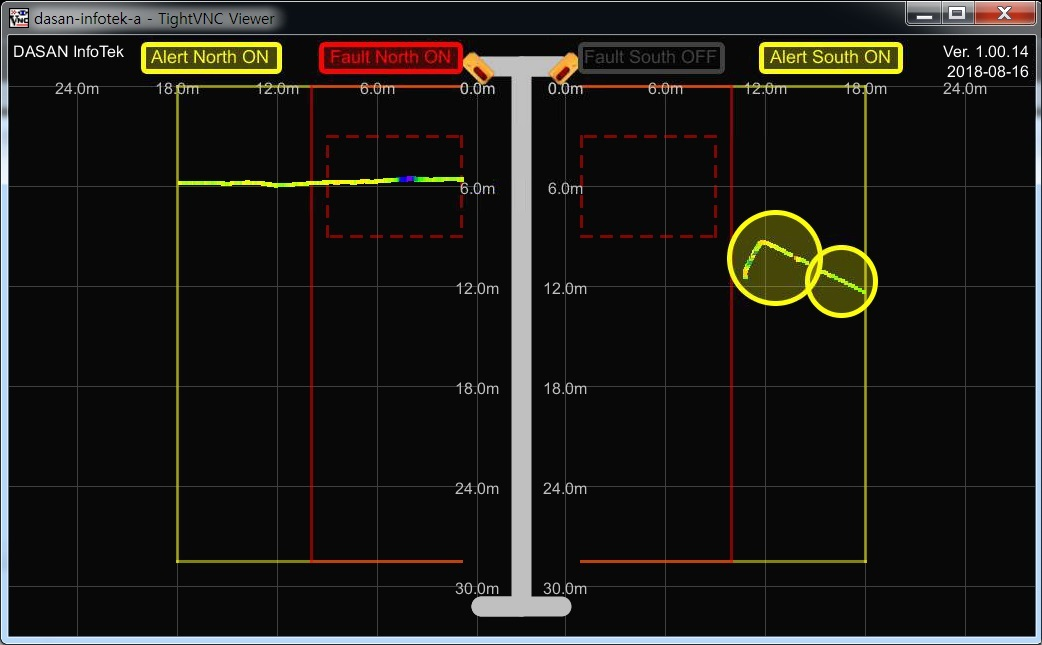 VNC
dasan-infotek-a - TightVNC Viewer
DASAN InfoTek
Alert North ON
Fault North ON
Fault South OFF
Alert South ON
Ver. 1.00.14
2018-08-16
24.0m 18.0m 12.0m 6.0m 0.0m 0.0m 6.0m 12.0m 18.0m 24.0m
6.0m 6.0m
12.0m 12.0m
18.0m 18.0m
24.0m 24.0m
30.0m 30.0m